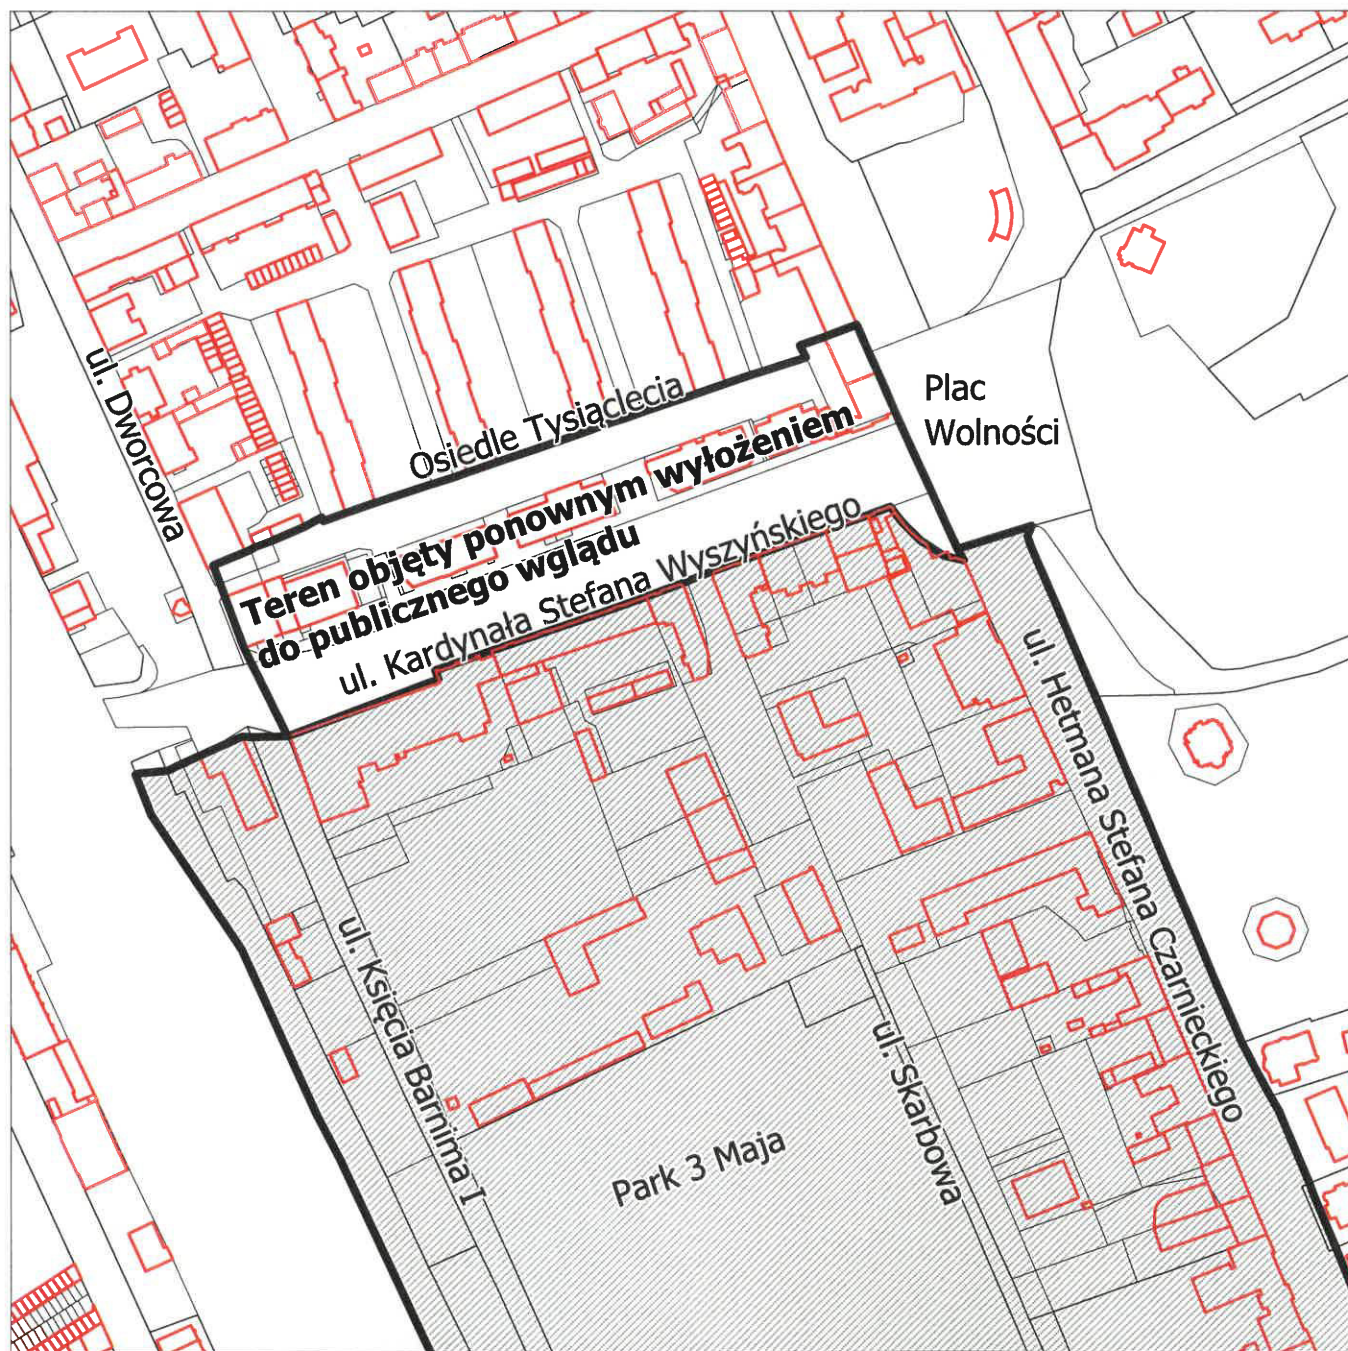 ul. Dworcowa
Osiedle Tysiąclecia
Plac
Wolności
Teren objęty ponownym wyłożeniem
do publicznego wglądu
ul. Kardynała Stefana Wyszyńskiego
ul. Hetmana Stefana Czarnieckiego
ul. Księcia Barnima I
ul. Skarbowa
Park 3 Maja